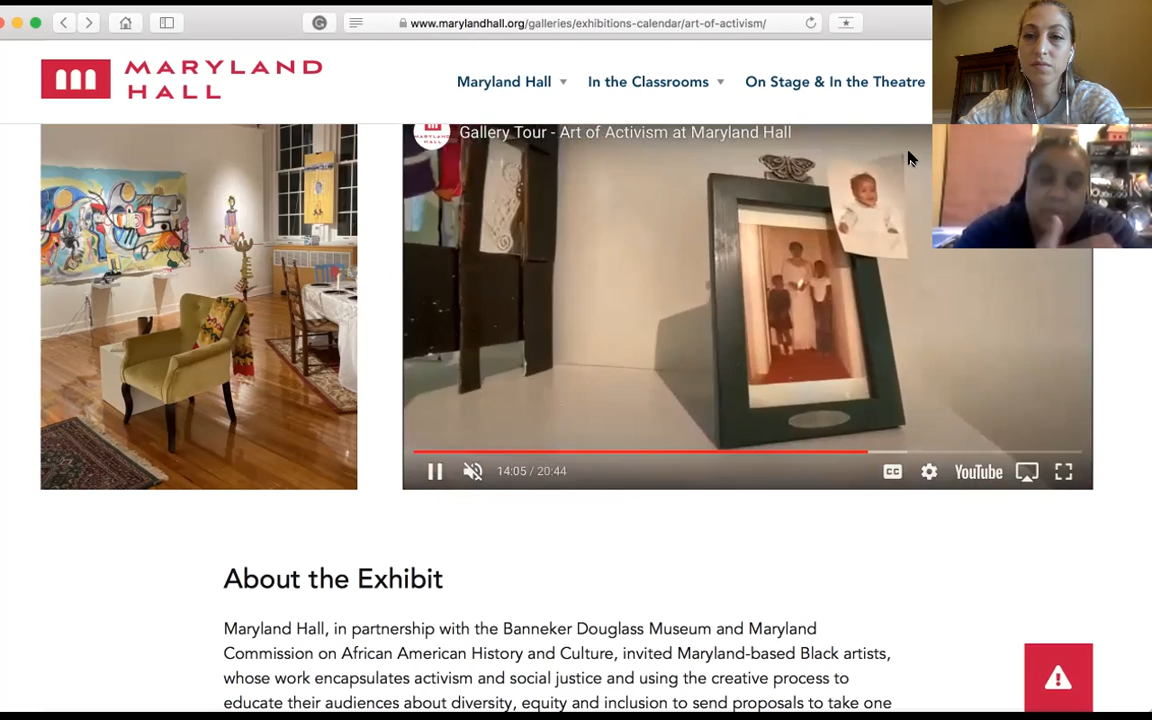 www.marylandhall.org/galleries/exhibitions-calendar/art-of-activism/
MARYLAND
HALL
Maryland Hall
In the Classrooms
On Stage & In the Theatre
Gallery Tour - Art of Activism at Maryland Hall
14:05 / 20:44
CC
YouTube
About the Exhibit
Maryland Hall, in partnership with the Banneker Douglass Museum and Maryland
Commission on African American History and Culture, invited Maryland-based Black artists,
whose work encapsulates activism and social justice and using the creative process to
educate their audiences about diversity, equity and inclusion to send proposals to take one